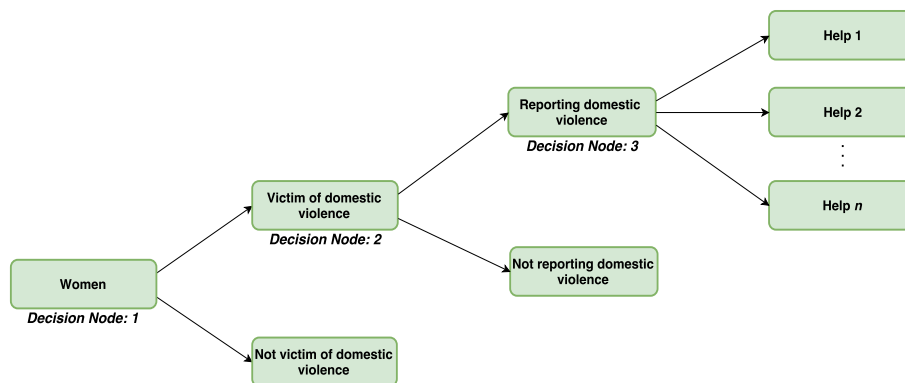 Help 1
Reporting domestic
violence
Decision Node: 3
Help 2
.
.
.
Help n
Victim of domestic
violence
Decision Node: 2
Not reporting domestic
violence
Women
Decision Node: 1
Not victim of domestic
violence